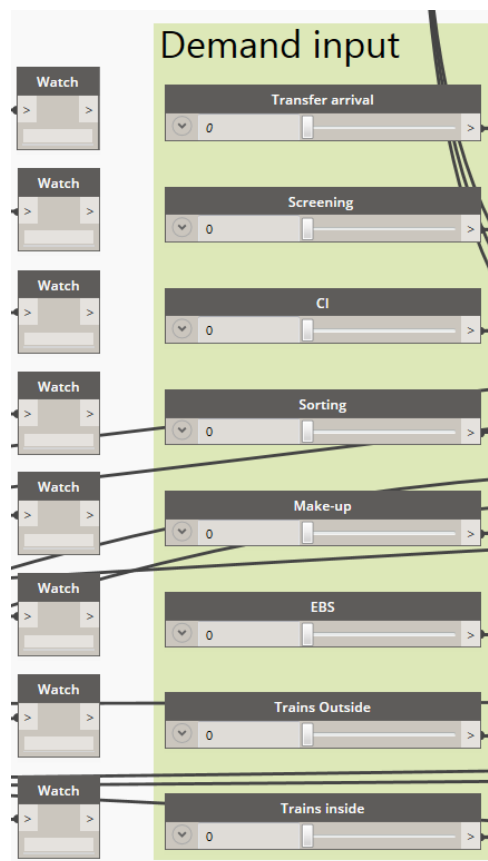 Demand input
Watch
> >
Transfer arrival
0 >
Watch
> >
Screening
0 >
Watch
> >
CI
0 >
Watch
> >
Sorting
0 >
Watch
> >
Make-up
0 >
Watch
> >
EBS
0 >
Watch
> >
Trains Outside
0 >
Watch
> >
Trains inside
0 >